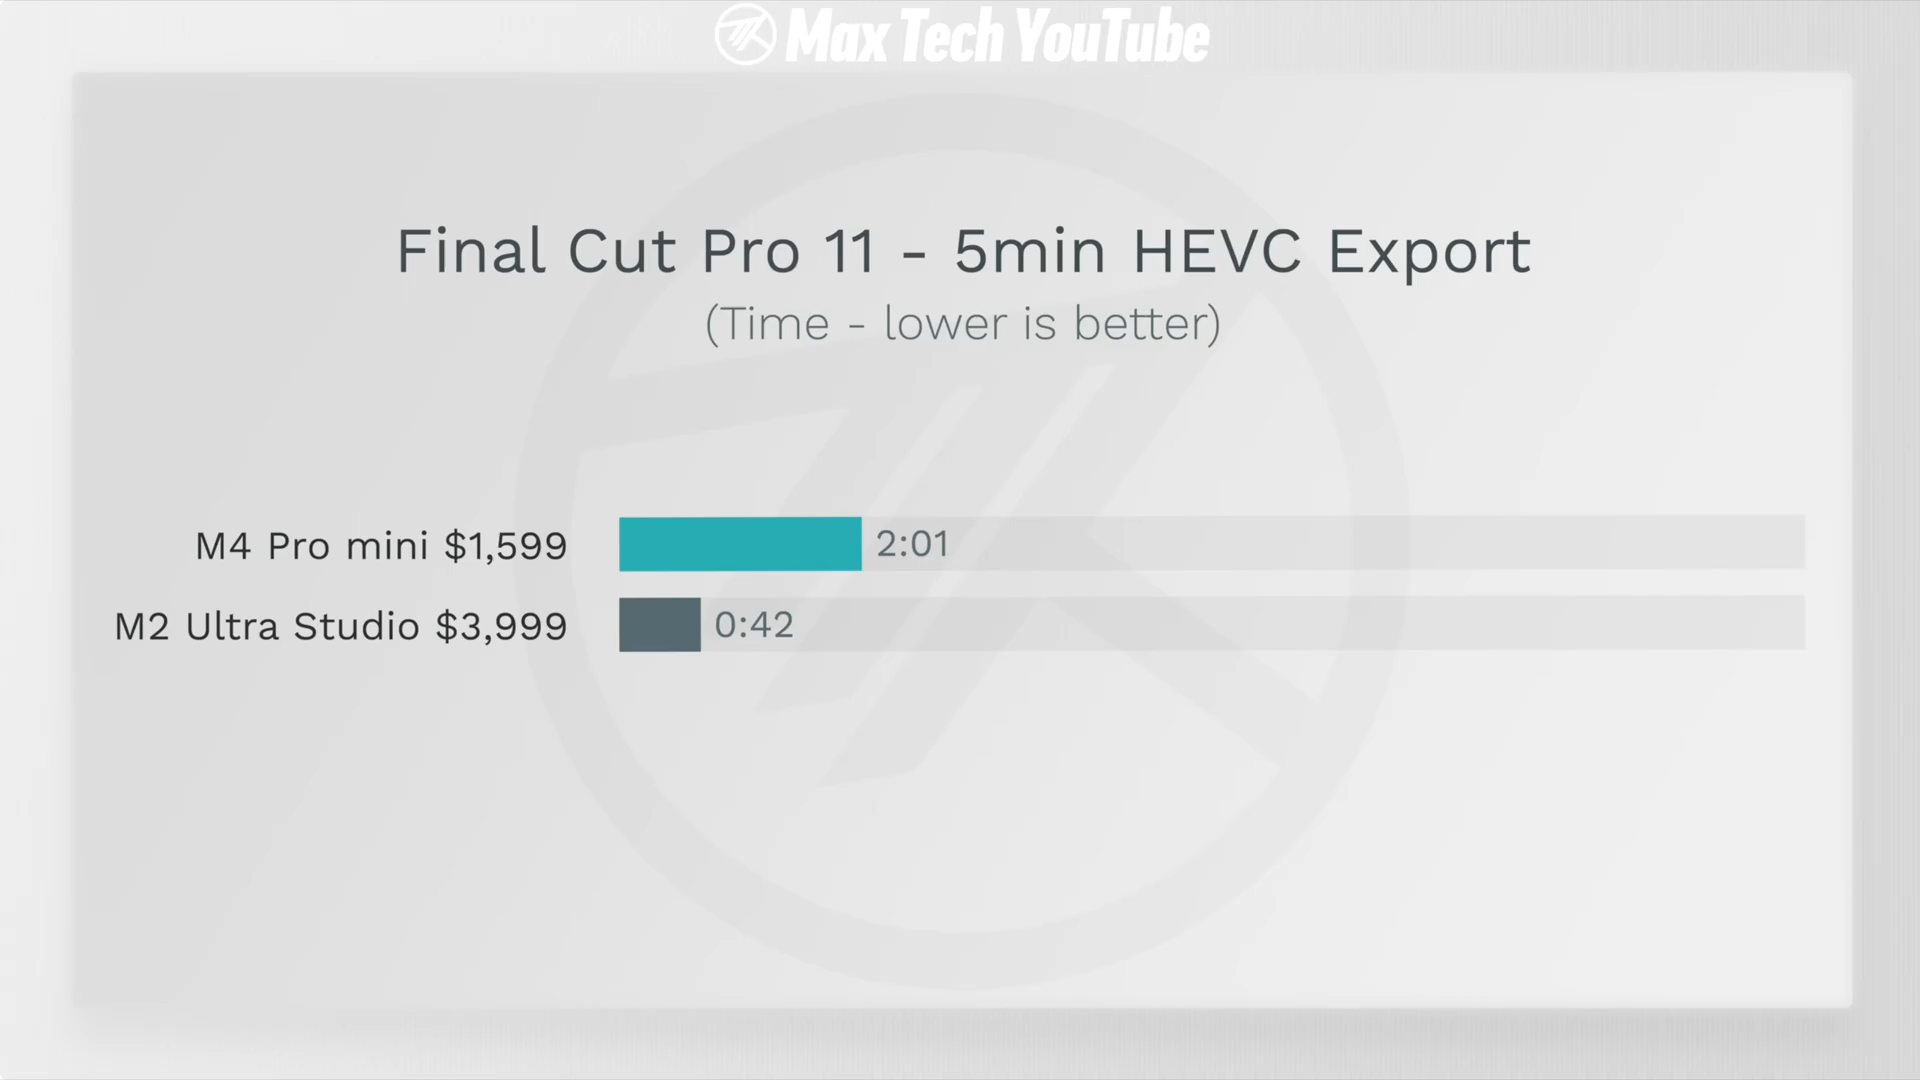 Max Tech YouTube
Final Cut Pro 11 - 5min HEVC Export
(Time - lower is better)
M4 Pro mini $1,599
2:01
M2 Ultra Studio $3,999
0:42